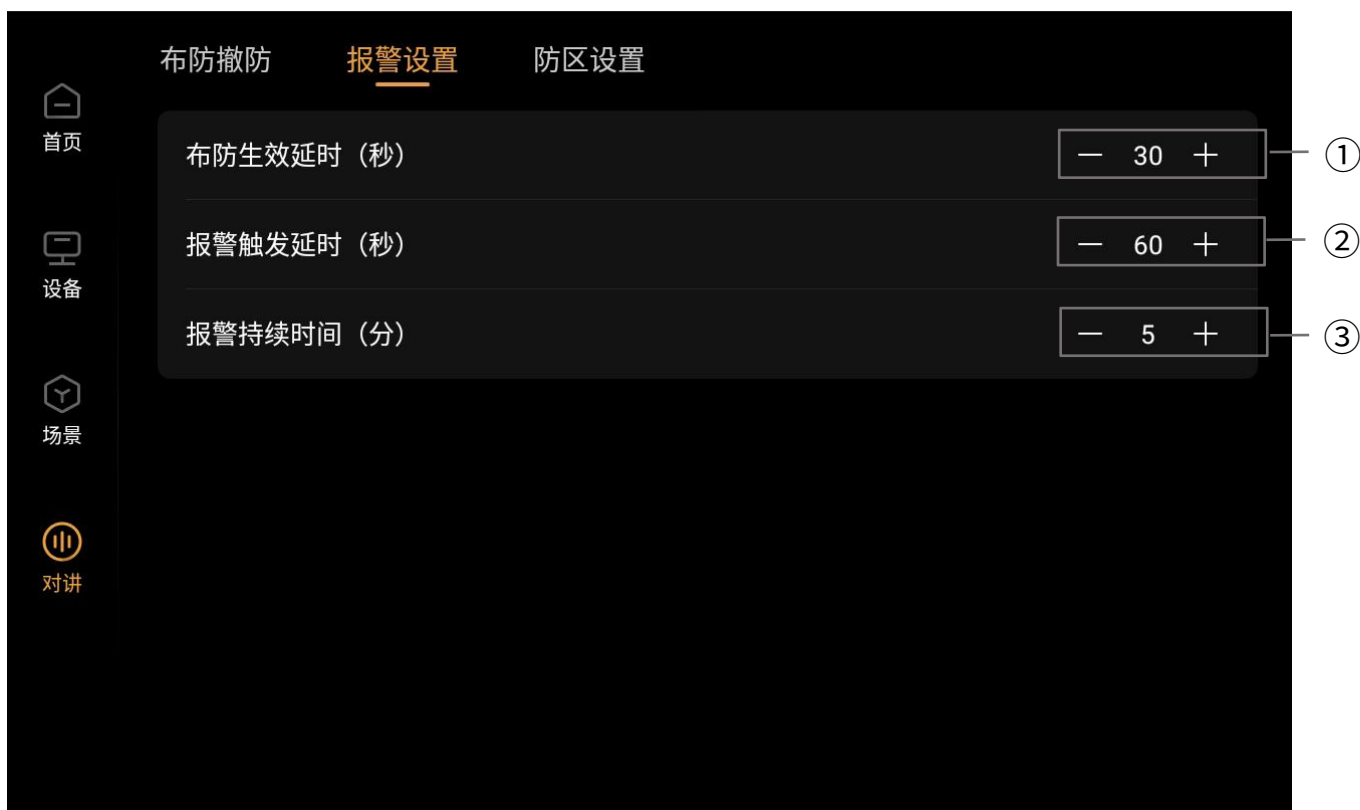 布防撤防 报警设置 防区设置
首页
布防生效延时（秒） — 30 + ①
设备
报警触发延时（秒） — 60 + ②
报警持续时间（分） — 5 + ③
场景
对讲